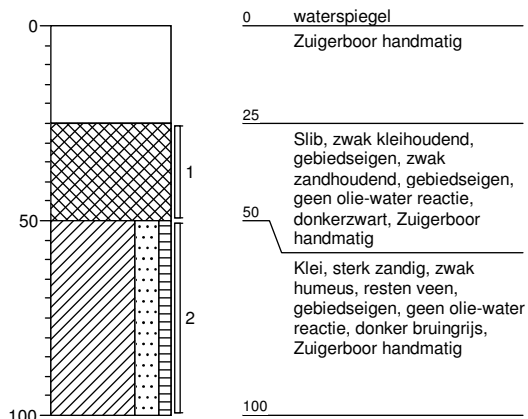 0
50
100
1
2
0 waterspiegel
Zuigerboor handmatig
25
Slib, zwak kleihoudend,
gebiedseigen, zwak
zandhoudend, gebiedseigen,
geen olie-water reactie,
donkerzwart, Zuigerboor
handmatig
50
Klei, sterk zandig, zwak
humeus, resten veen,
gebiedseigen, geen olie-water
reactie, donker bruingrijs,
Zuigerboor handmatig
100